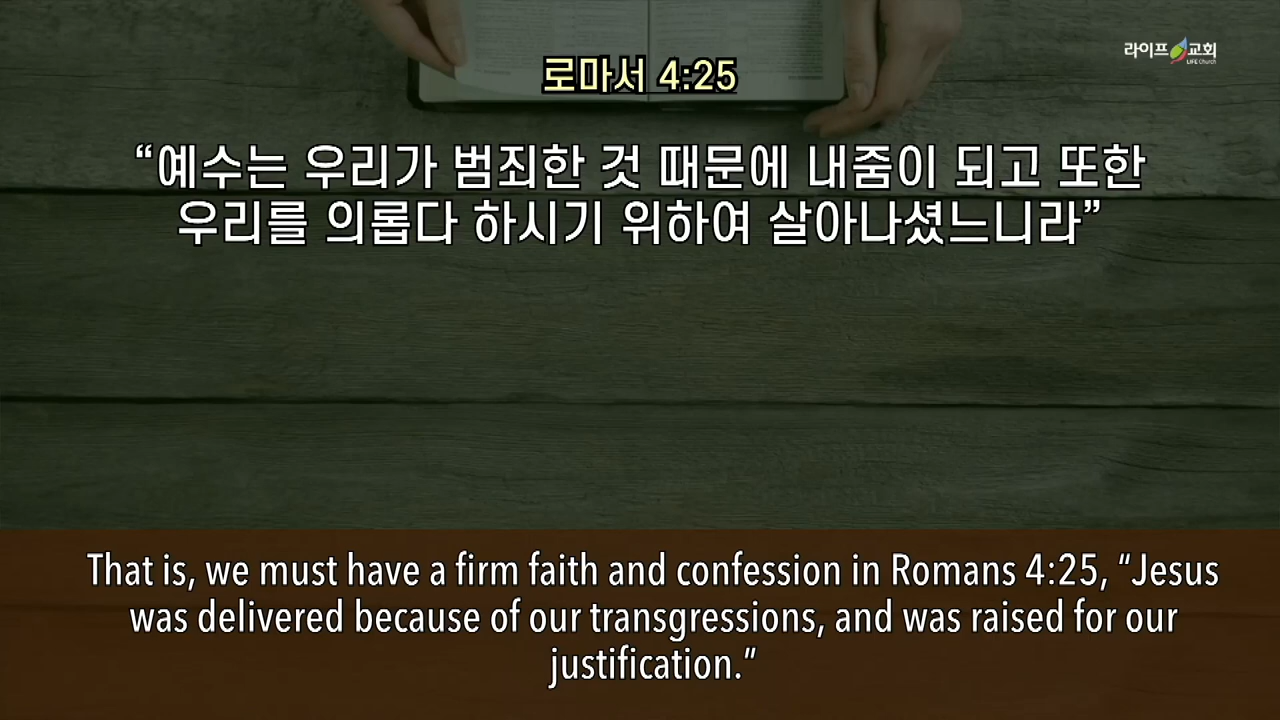 라이프 교회
LIFE Church
로마서 4:25
“예수는 우리가 범죄한 것 때문에 내줌이 되고 또한
우리를 의롭다 하시기 위하여 살아나셨느니라”
That is, we must have a firm faith and confession in Romans 4:25, “Jesus
was delivered because of our transgressions, and was raised for our
justification.”